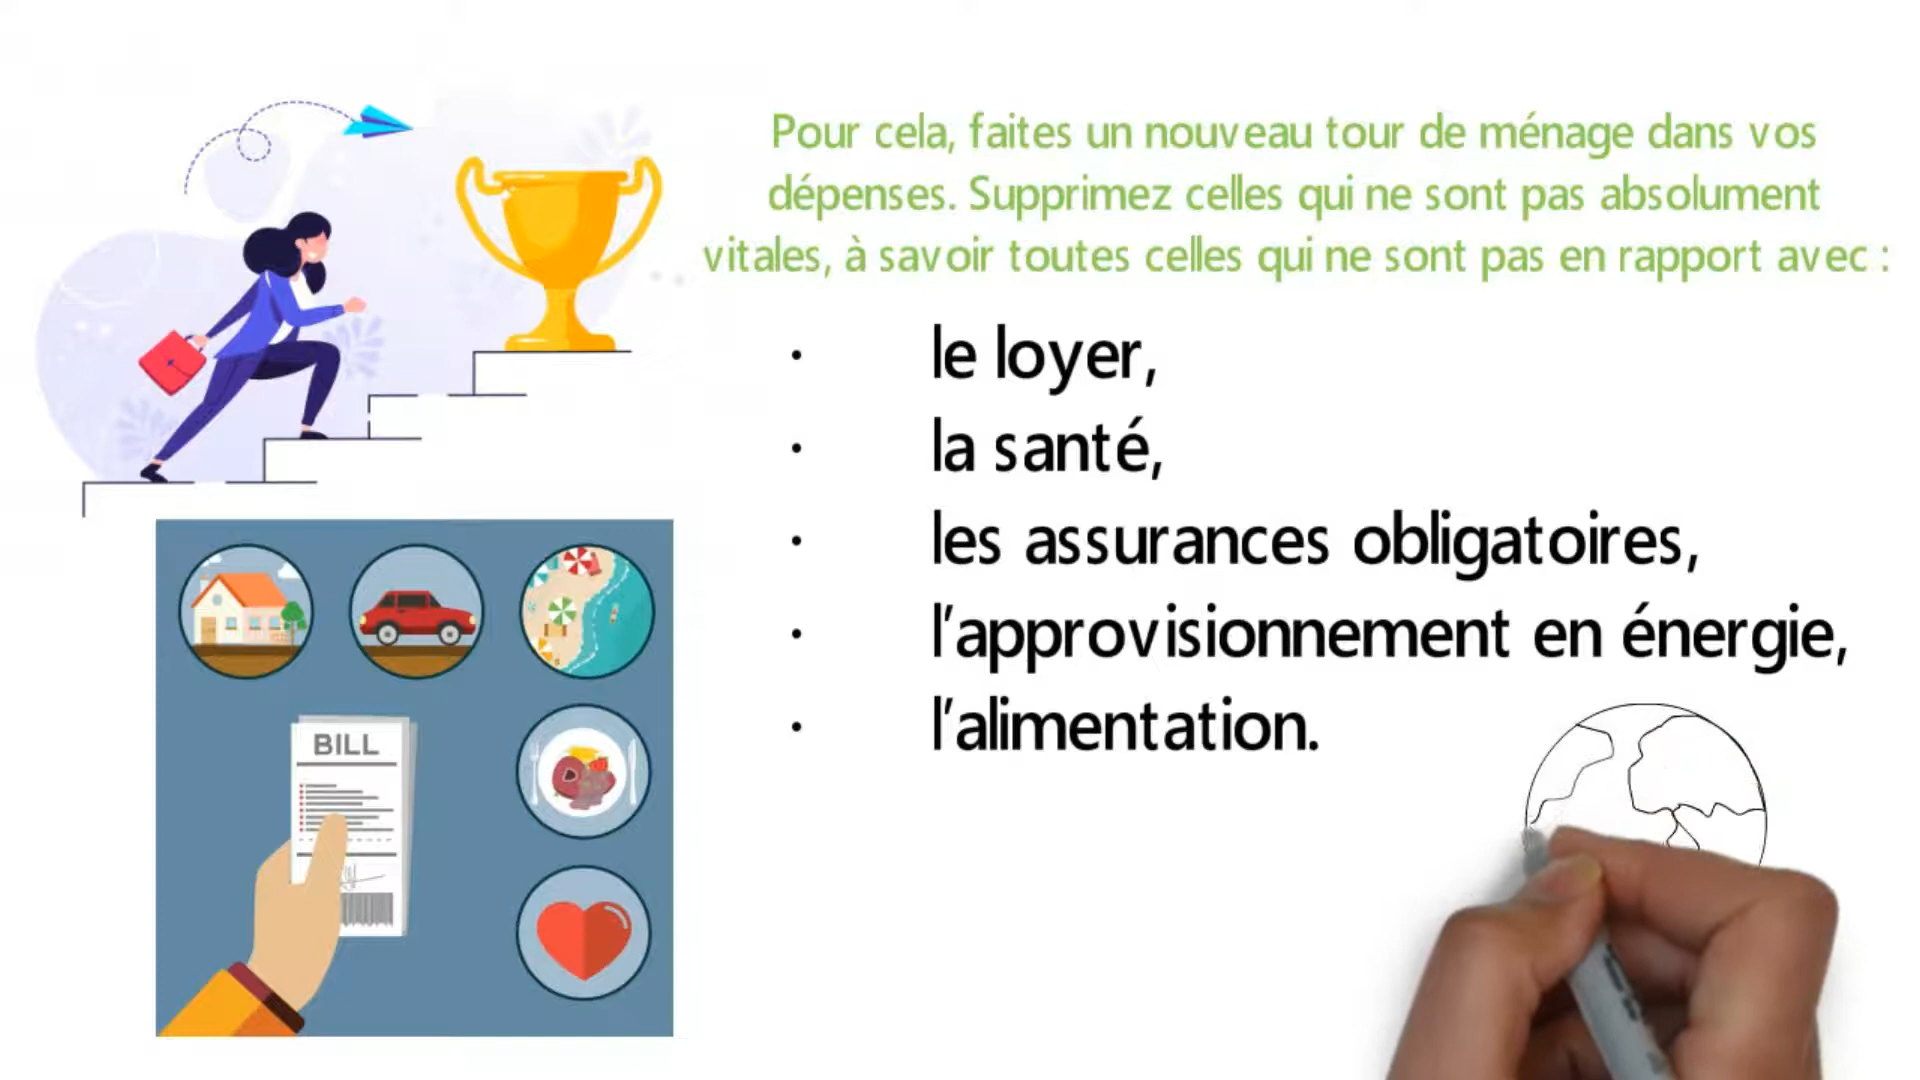 Pour cela, faites un nouveau tour de ménage dans vos
dépenses. Supprimez celles qui ne sont pas absolument
vitales, à savoir toutes celles qui ne sont pas en rapport avec :
· le loyer,
· la santé,
· les assurances obligatoires,
· l'approvisionnement en énergie,
· l'alimentation.
BILL